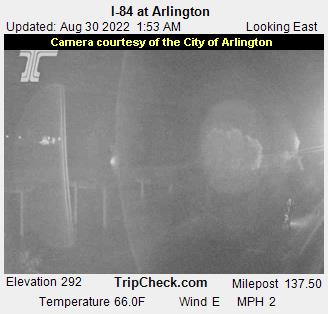 I-84 at Arlington
Updated: Aug 30 2022 1:53 AM Looking East
Camera courtesy of the City of Arlington
Elevation 292 TripCheck.com Milepost 137.50
Temperature 66.0F Wind E MPH 2